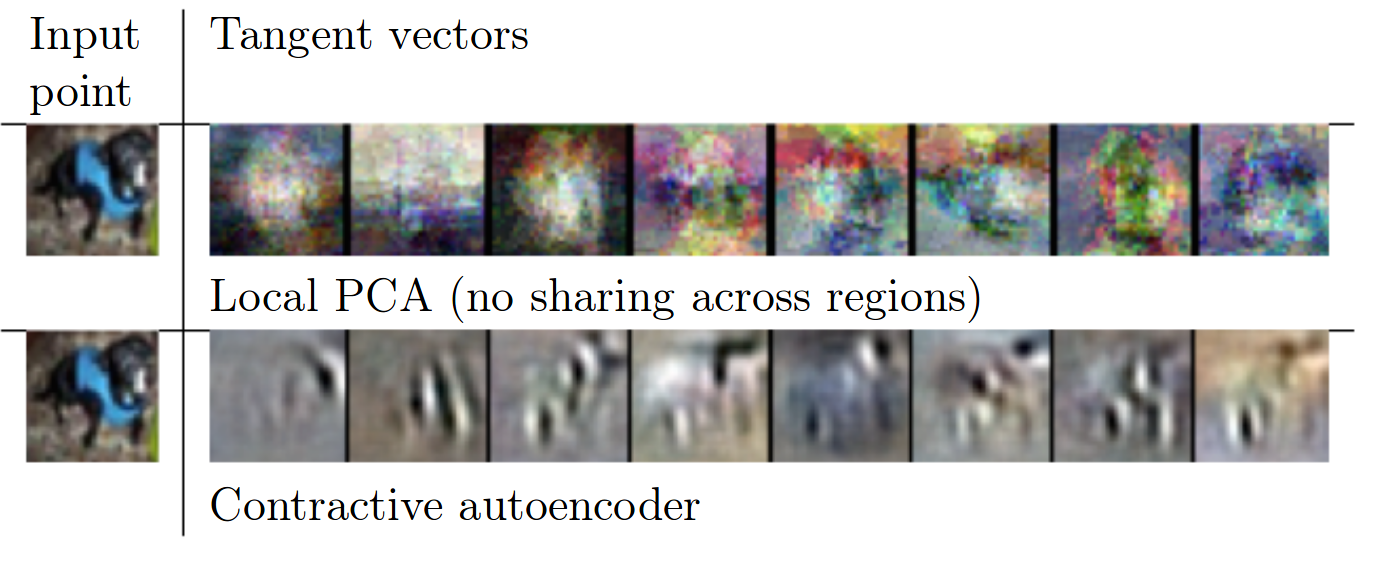 Input
point
Tangent vectors
Local PCA (no sharing across regions)
Contractive autoencoder